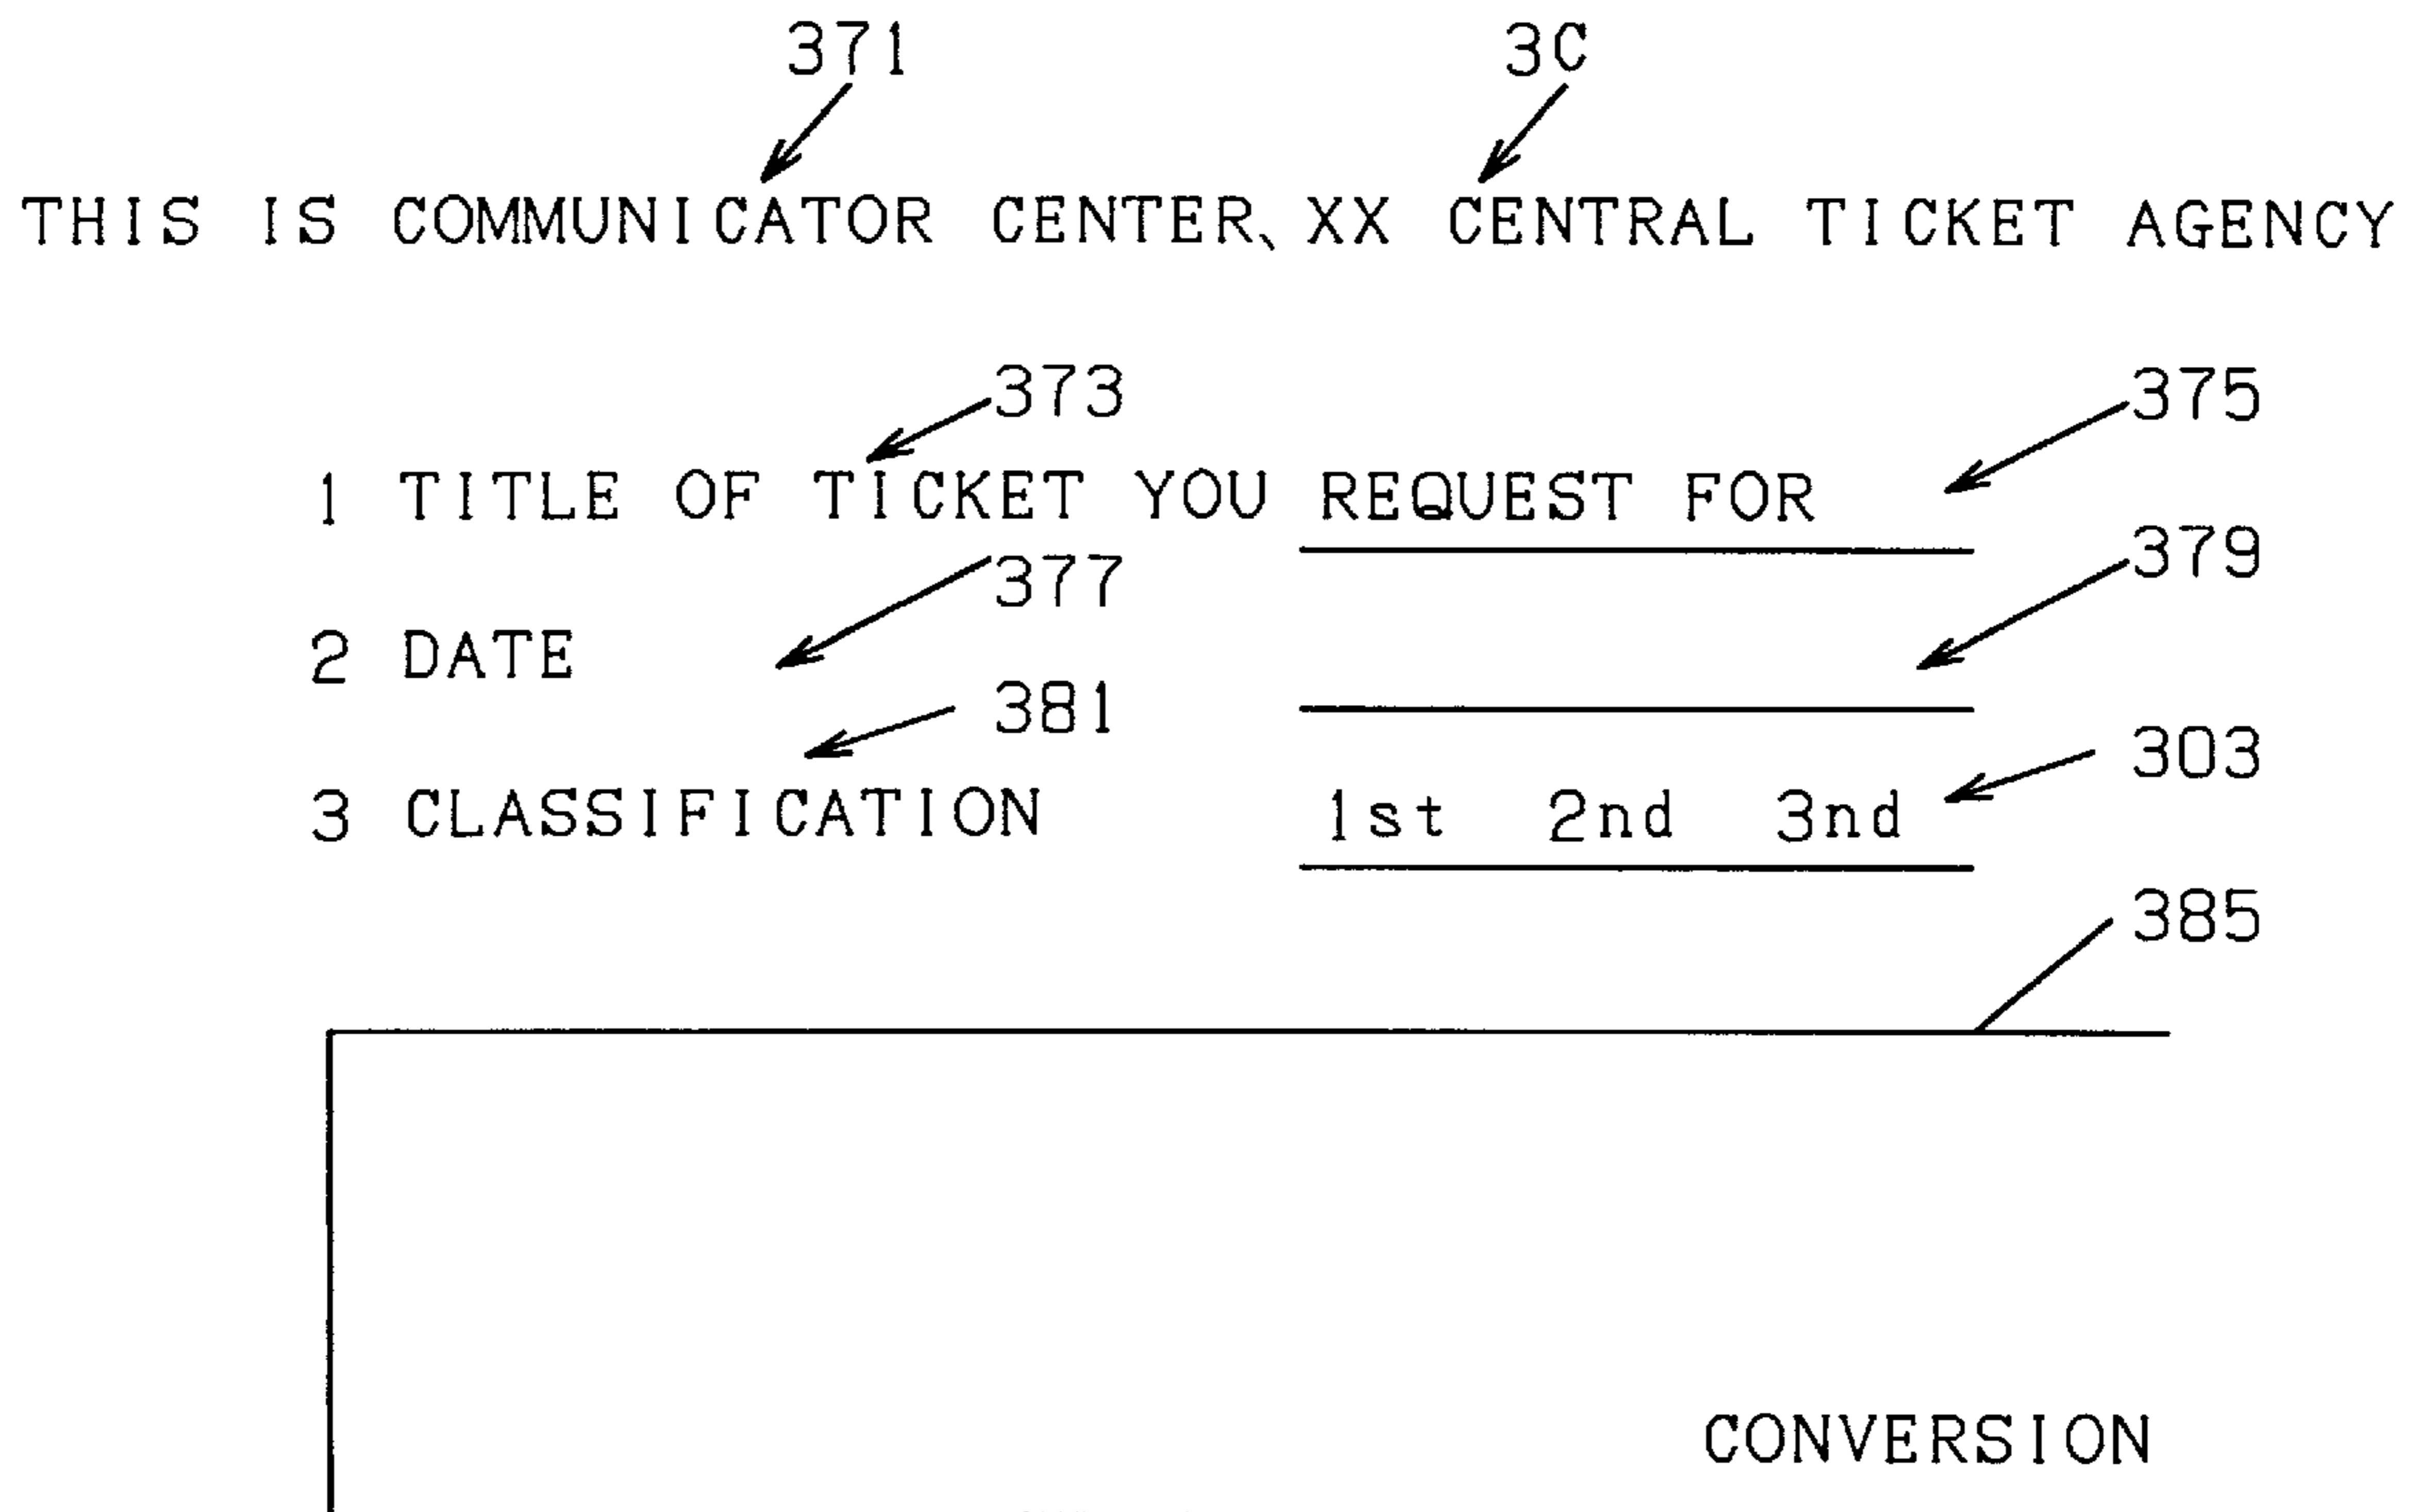 371 3C
THIS IS COMMUNICATOR CENTER, XX CENTRAL TICKET AGENCY
373 375
1 TITLE OF TICKET YOU REQUEST FOR
377 379
2 DATE
381 303
3 CLASSIFICATION 1st 2nd 3nd
385
CONVERSION